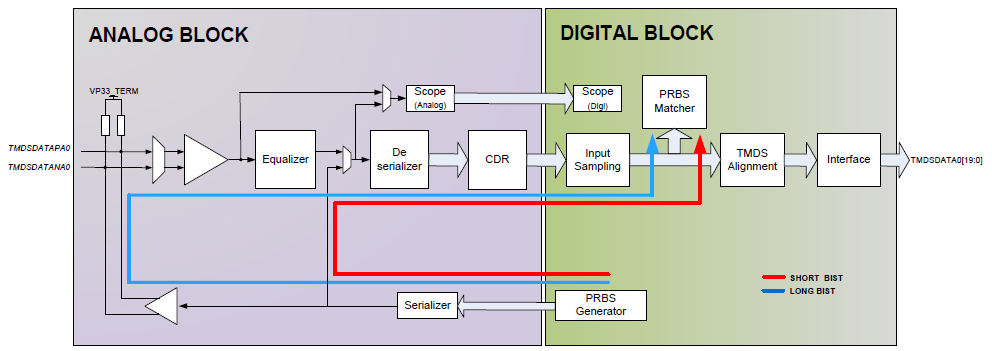 ANALOG BLOCK
DIGITAL BLOCK
VP33_TERM
TMDSDATAPA0
TMDSDATANA0
Equalizer
Scope
(Analog)
De
serializer
CDR
Scope
(Digi)
PRBS
Matcher
Input
Sampling
TMDS
Alignment
Interface
TMDSDATA0[19:0]
SHORT BIST
LONG BIST
Serializer
PRBS
Generator